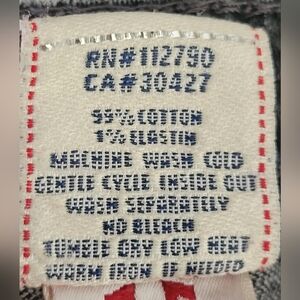 RN#112790
CA#30427
99% COTTON
1% ELASTIN
MACHINE WASH COLD
GENTLE CYCLE INSIDE OUT
WASH SEPARATELY
NO BLEACH
TUMBLE DRY LOW HEAT
WARM IRON IF NEEDED